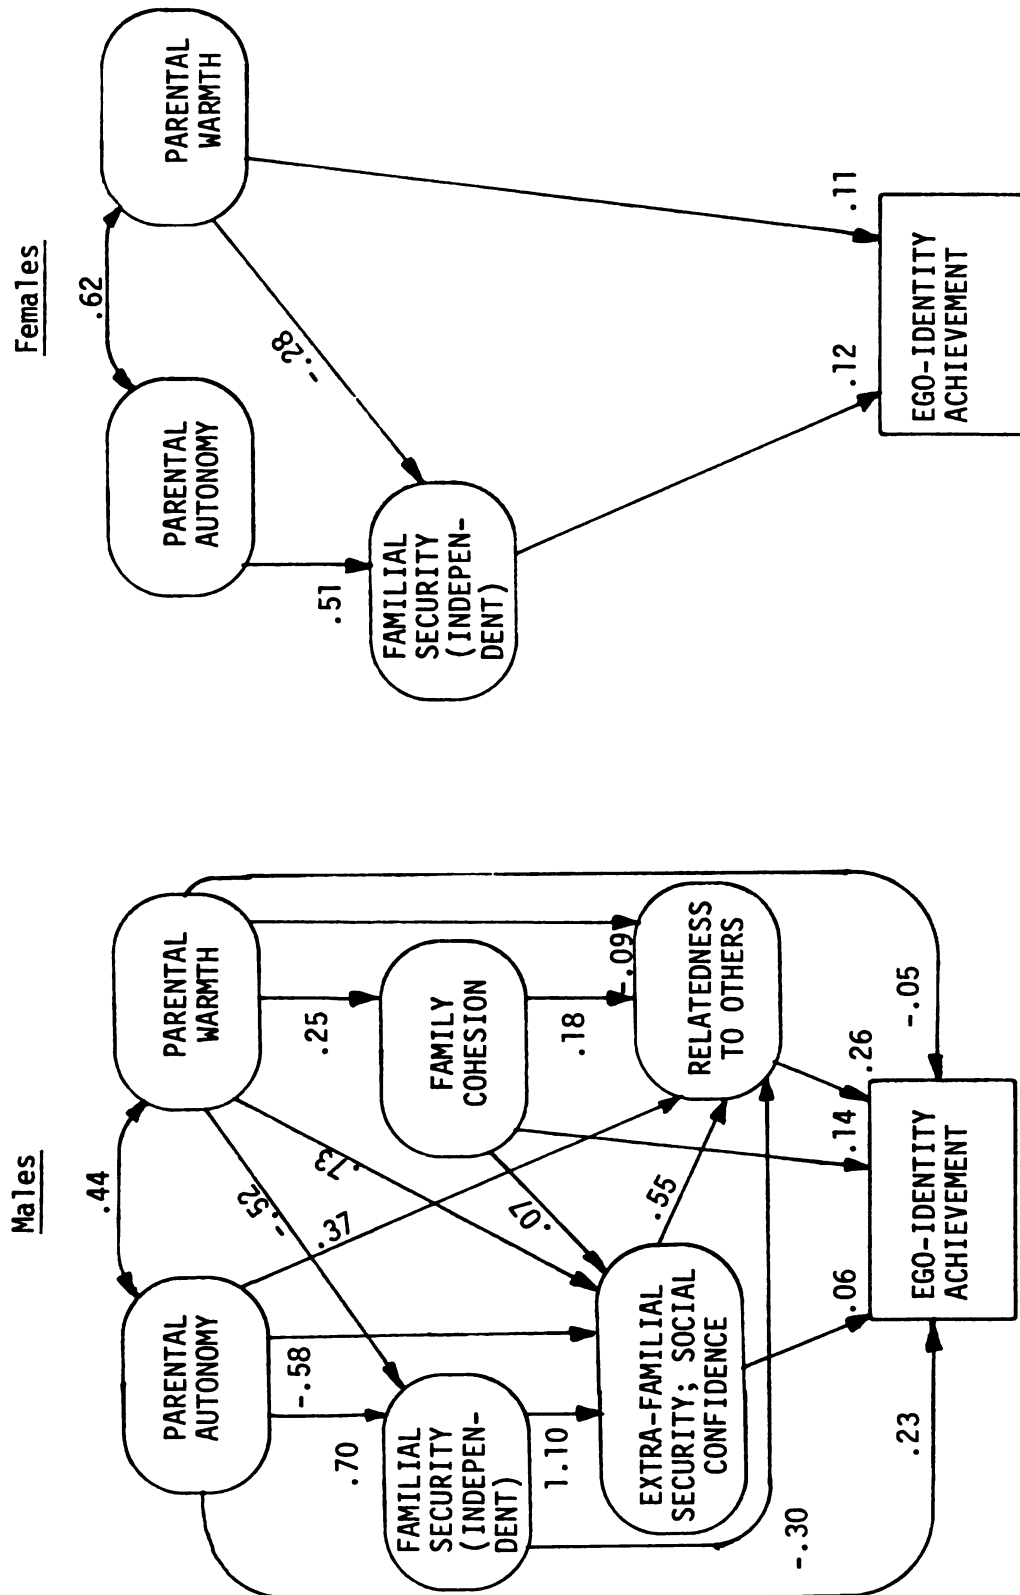 Males
.44
PARENTAL
AUTONOMY
PARENTAL
WARMTH
-.52
.73
.37
.25
-.58
.70
FAMILIAL
SECURITY
(INDEPEN-
DENT)
FAMILY
COHESION
1.10
.07
.18
-.09
EXTRA-FAMILIAL
SECURITY; SOCIAL
CONFIDENCE
.55
RELATEDNESS
TO OTHERS
-.30
.23
.06
.14
.26
-.05
EGO-IDENTITY
ACHIEVEMENT
Females
.62
PARENTAL
AUTONOMY
PARENTAL
WARMTH
-.28
.51
FAMILIAL
SECURITY
(INDEPEN-
DENT)
.12
.11
EGO-IDENTITY
ACHIEVEMENT